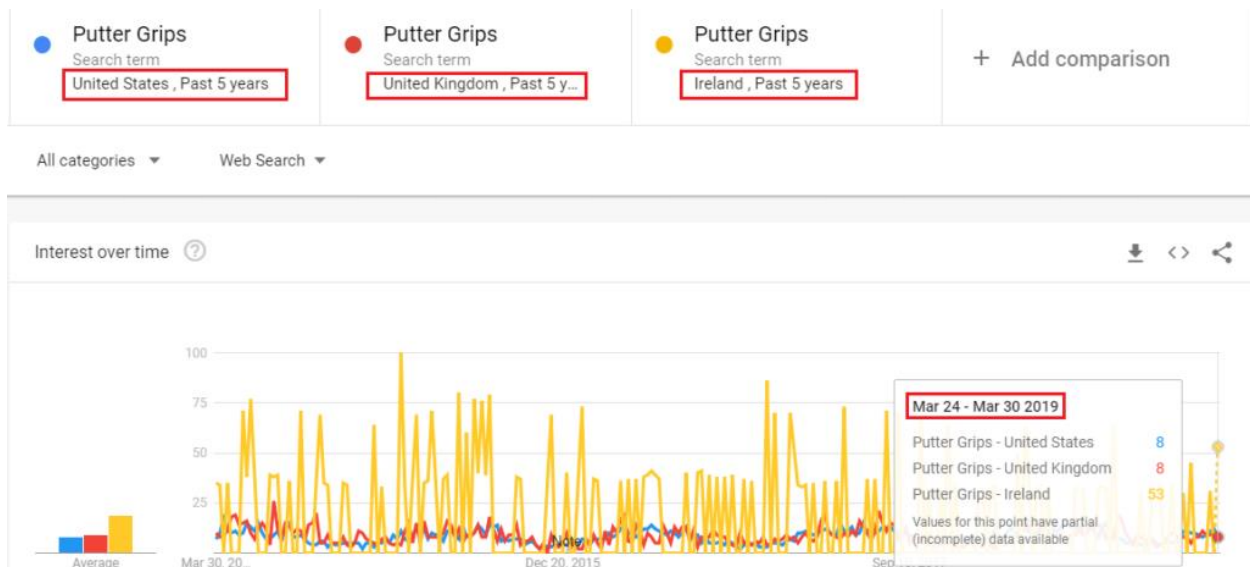 Putter Grips
Search term
United States , Past 5 years
Putter Grips
Search term
United Kingdom , Past 5 y...
Putter Grips
Search term
Ireland , Past 5 years
+ Add comparison
All categories
Web Search
Interest over time
100
75
50
25
Average
Mar 30, 20...
Note
Dec 20, 2015
Mar 24 - Mar 30 2019
Putter Grips - United States 8
Putter Grips - United Kingdom 8
Putter Grips - Ireland 53
Values for this point have partial
(incomplete) data available